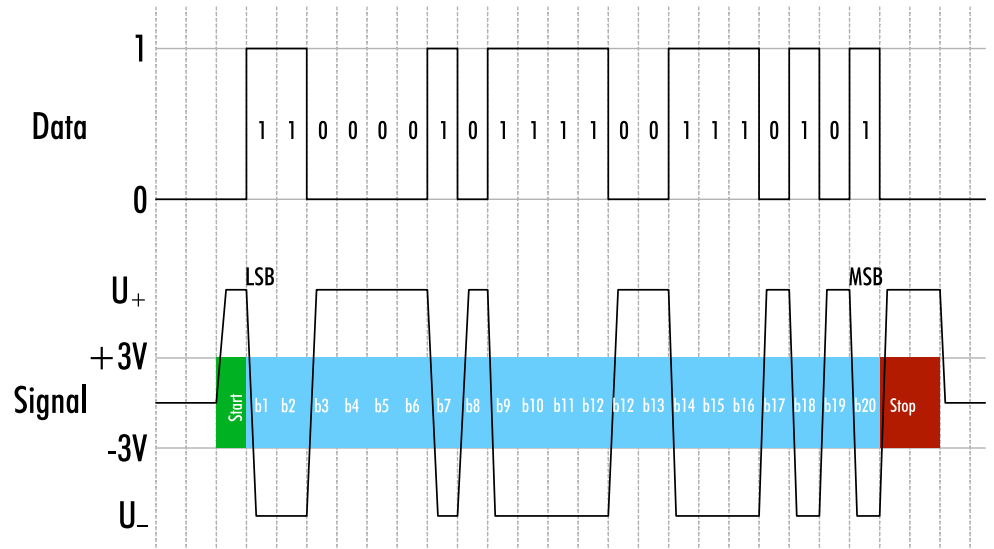 1
Data
1 1 0 0 0 0 1 0 1 1 1 1 0 0 1 1 1 0 1 0 1
0
LSB
MSB
U+
+3V
Signal
Start b1 b2 b3 b4 b5 b6 b7 b8 b9 b10 b11 b12 b12 b13 b14 b15 b16 b17 b18 b19 b20 Stop
-3V
U_